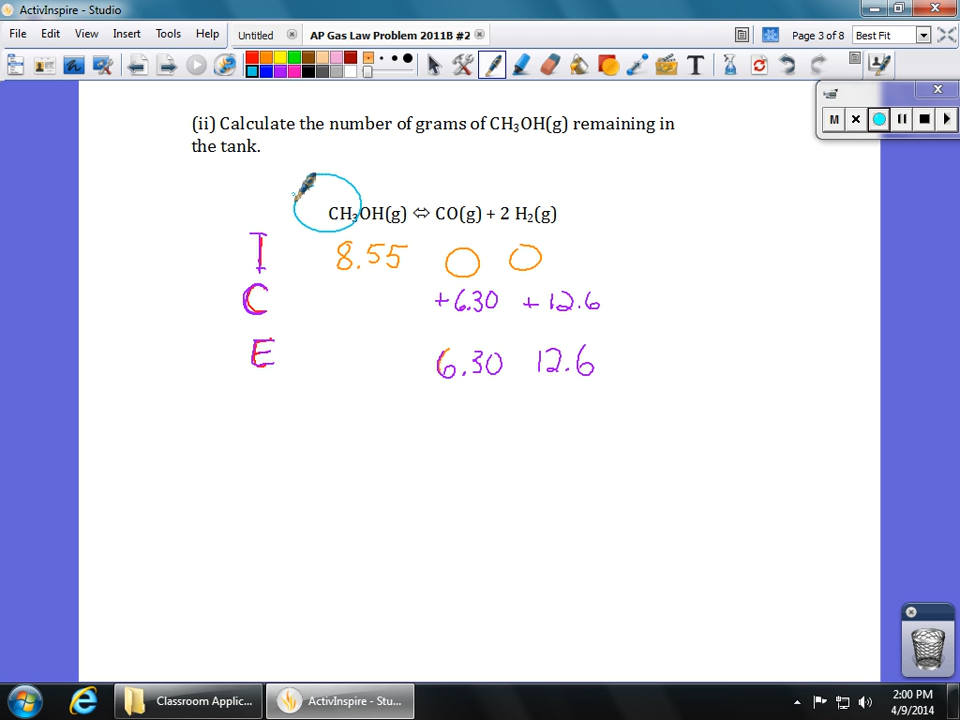 ActivInspire - Studio
File Edit View Insert Tools Help Untitled AP Gas Law Problem 2011B #2 Page 3 of 8 Best Fit
T
M
(ii) Calculate the number of grams of CH₃OH(g) remaining in
the tank.
CH₃OH(g) ⇔ CO(g) + 2 H₂(g)
I 8.55 0 0
C +6.30 +12.6
E 6.30 12.6
Classroom Applic... ActivInspire - Stu... 2:00 PM
4/9/2014